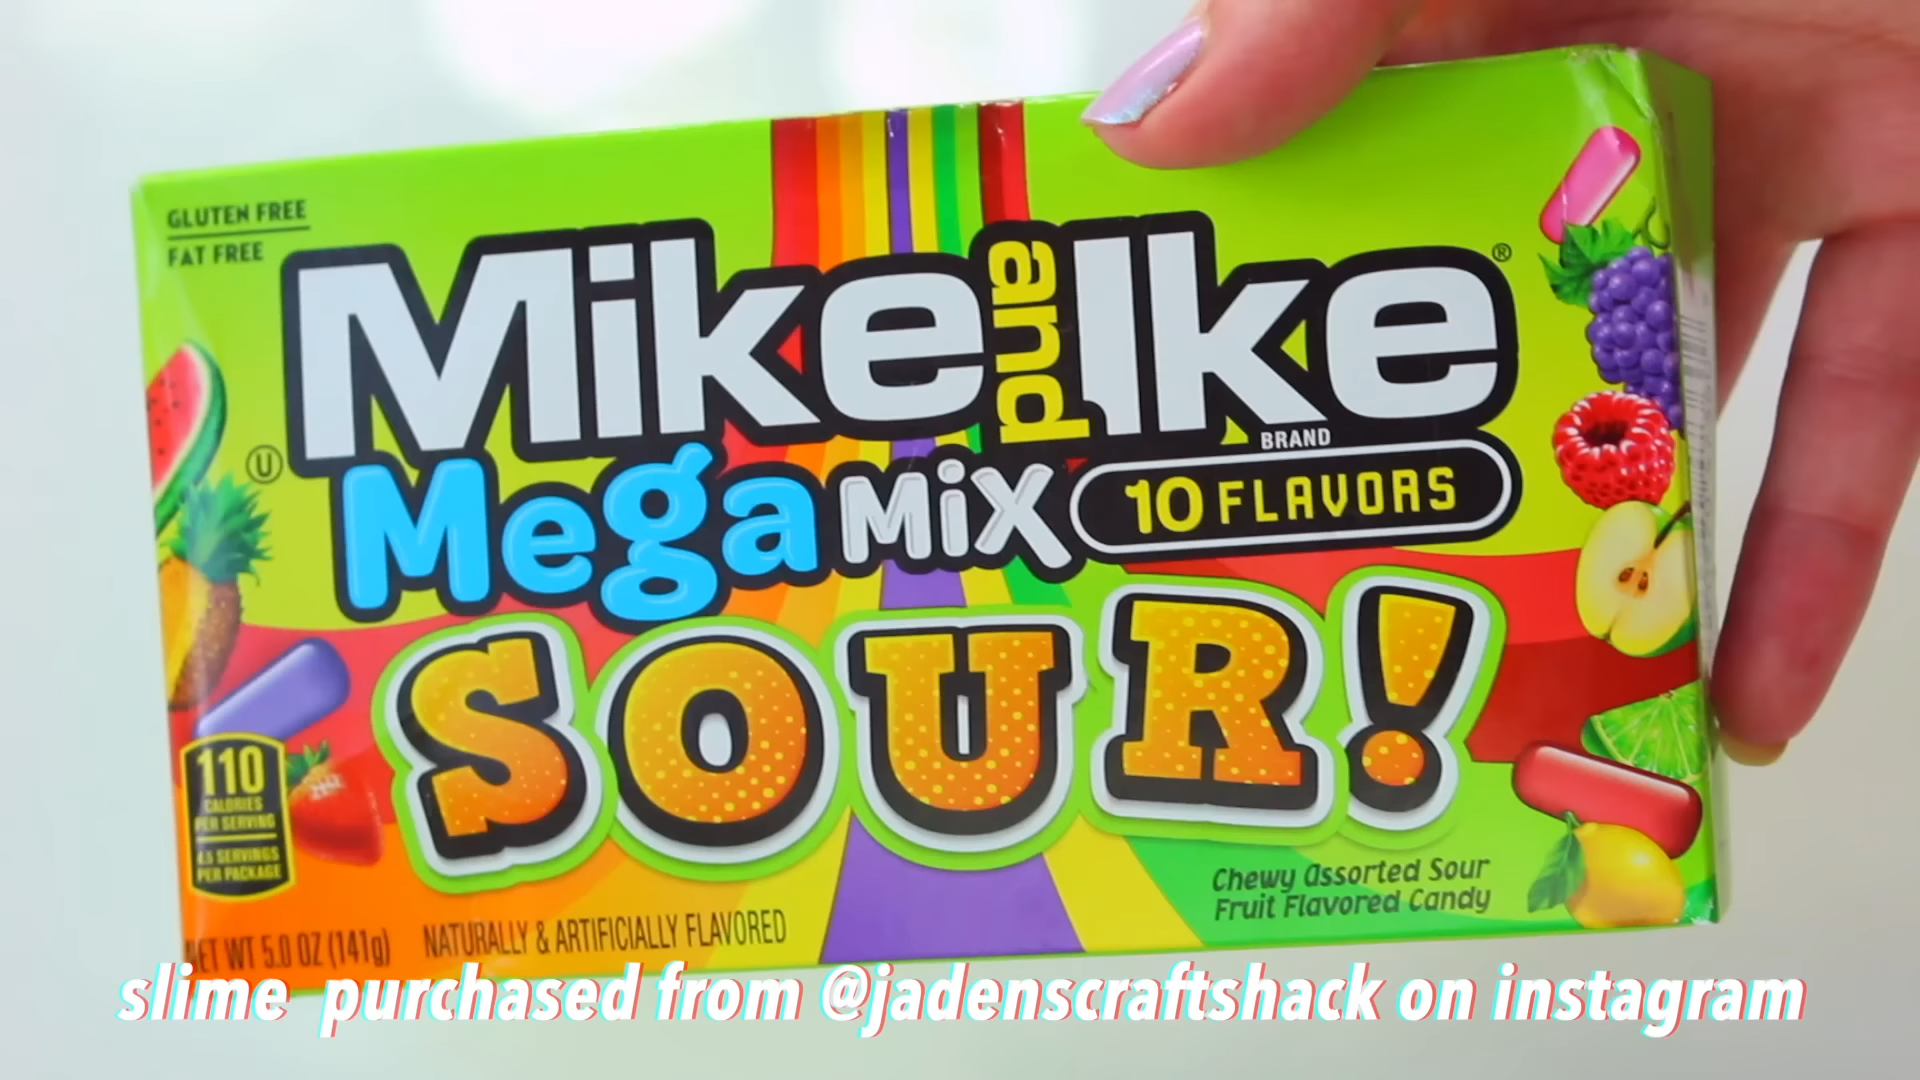 GLUTEN FREE
FAT FREE
Mike and Ike ®
BRAND
U
Mega MiX 10 FLAVORS
SOUR!
110
CALORIES
PER SERVING
4.5 SERVINGS
PER PACKAGE
Chewy Assorted Sour
Fruit Flavored Candy
NET WT 5.0 OZ (141g) NATURALLY & ARTIFICIALLY FLAVORED
slime purchased from @jadenscraftshack on instagram